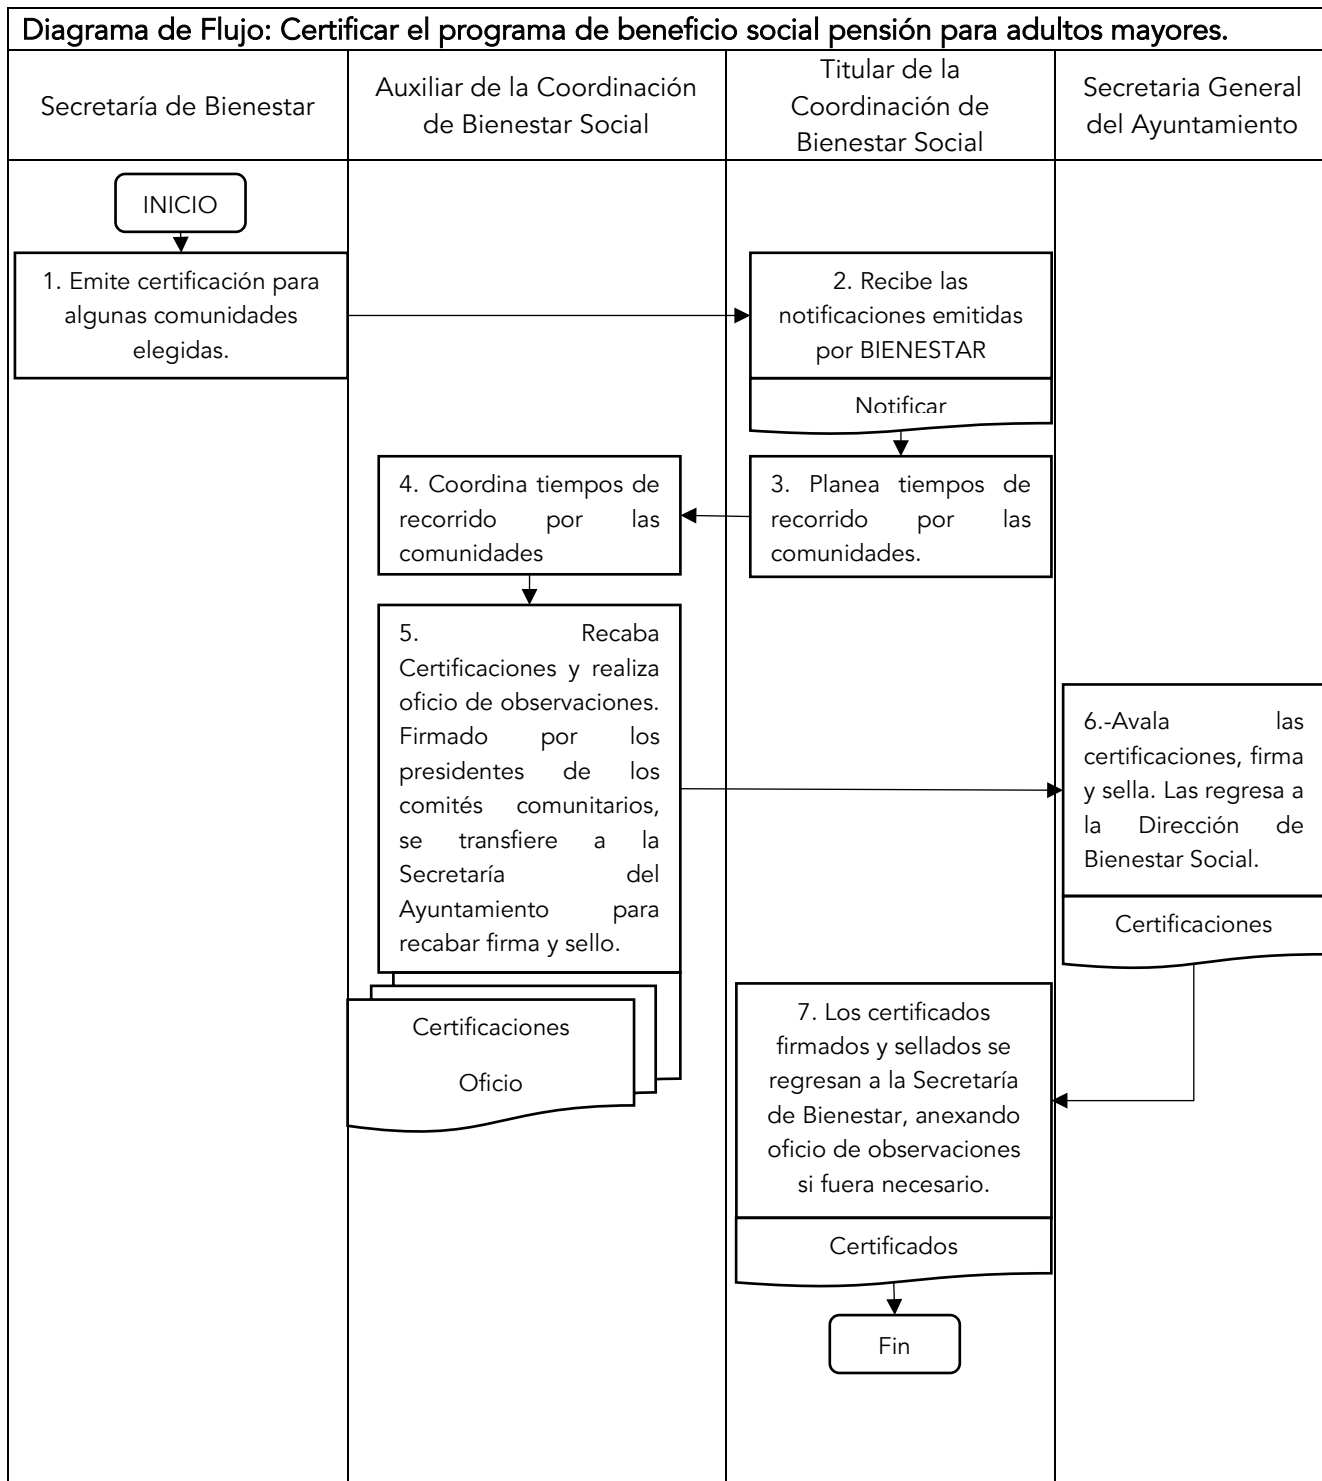 Diagrama de Flujo: Certificar el programa de beneficio social pensión para adultos mayores.
Secretaría de Bienestar
Auxiliar de la Coordinación
de Bienestar Social
Titular de la
Coordinación de
Bienestar Social
Secretaria General
del Ayuntamiento
INICIO
1. Emite certificación para
algunas comunidades
elegidas.
2. Recibe las
notificaciones emitidas
por BIENESTAR
Notificar
3. Planea tiempos de
recorrido por las
comunidades.
4. Coordina tiempos de
recorrido por las
comunidades
5. Recaba
Certificaciones y realiza
oficio de observaciones.
Firmado por los
presidentes de los
comités comunitarios,
se transfiere a la
Secretaría del
Ayuntamiento para
recabar firma y sello.
Certificaciones
Oficio
6.-Avala las
certificaciones, firma
y sella. Las regresa a
la Dirección de
Bienestar Social.
Certificaciones
7. Los certificados
firmados y sellados se
regresan a la Secretaría
de Bienestar, anexando
oficio de observaciones
si fuera necesario.
Certificados
Fin